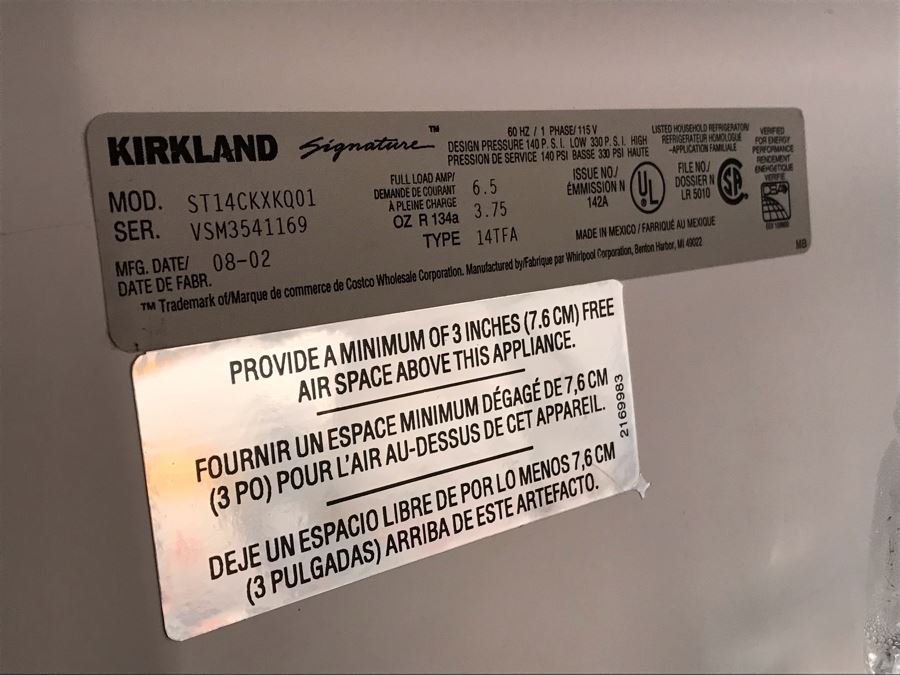 KIRKLAND Signature™
60 HZ / 1 PHASE/ 115 V
DESIGN PRESSURE 140 P. S. I. LOW 330 P. S. I. HIGH
PRESSION DE SERVICE 140 PSI BASSE 330 PSI HAUTE
LISTED HOUSEHOLD REFRIGERATOR/
REFRIGERATEUR HOMOLOGUÉ
-APPLICATION FAMILIALE
VERIFIED
FOR ENERGY
PERFORMANCE
RENDEMENT
ÉNERGÉTIQUE
VERIFIÉ
MOD. ST14CKXKQ01
SER. VSM3541169
MFG. DATE/ 08-02
DATE DE FABR.
FULL LOAD AMP/
DEMANDE DE COURANT 6.5
À PLEINE CHARGE
OZ R 134a 3.75
TYPE 14TFA
ISSUE NO./
ÉMMISSION N
142A
UL
FILE NO./
DOSSIER N
LR 5010
SA
MADE IN MEXICO / FABRIQUÉ AU MEXIQUE
MB
™ Trademark of/Marque de commerce de Costco Wholesale Corporation. Manufactured by/Fabrique par Whirlpool Corporation, Benton Harbor, MI 49022
PROVIDE A MINIMUM OF 3 INCHES (7.6 CM) FREE
AIR SPACE ABOVE THIS APPLIANCE.
FOURNIR UN ESPACE MINIMUM DÉGAGÉ DE 7,6 CM
(3 PO) POUR L'AIR AU-DESSUS DE CET APPAREIL.
DEJE UN ESPACIO LIBRE DE POR LO MENOS 7,6 CM
(3 PULGADAS) ARRIBA DE ESTE ARTEFACTO.
2169983